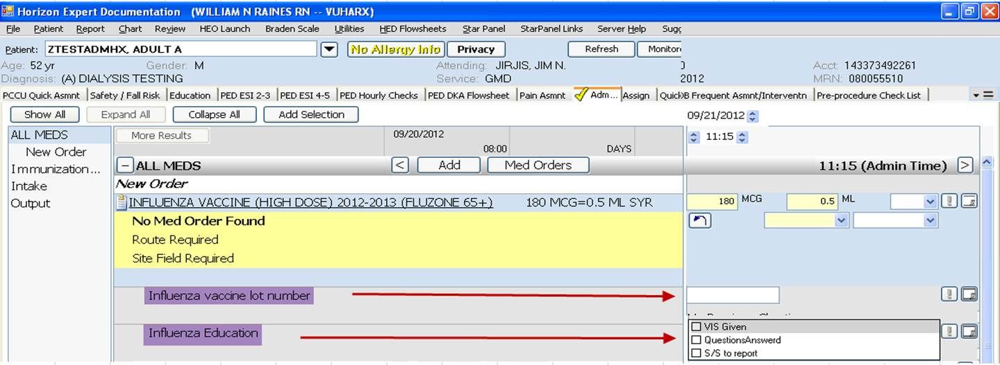 Horizon Expert Documentation (WILLIAM N RAINES RN -- VUHARX)
File Patient Report Chart Review HEO Launch Braden Scale Utilities HED Flowsheets Star Panel StarPanel Links Server Help Sugg
Patient: ZTESTADMHX, ADULT A No Allergy Info Privacy Refresh Monitor
Age: 52 yr Gender: M Attending: JIRJIS, JIM N. Acct: 143373492261
Diagnosis: (A) DIALYSIS TESTING Service: GMD 2012 MRN: 080055510
PCCU Quick Asmnt Safety / Fall Risk Education PED ESI 2-3 PED ESI 4-5 PED Hourly Checks PED DKA Flowsheet Pain Asmnt Adm... Assign Quick OB Frequent Asmnt/Interventn Pre-procedure Check List
Show All Expand All Collapse All Add Selection 09/21/2012
ALL MEDS More Results 09/20/2012 11:15
New Order 08:00 DAYS
Immunization... ALL MEDS < Add Med Orders 11:15 (Admin Time) >
Intake New Order
Output INFLUENZA VACCINE (HIGH DOSE) 2012-2013 (FLUZONE 65+) 180 MCG=0.5 ML SYR 180 MCG 0.5 ML
No Med Order Found
Route Required
Site Field Required
Influenza vaccine lot number
Influenza Education
VIS Given
QuestionsAnswerd
S/S to report